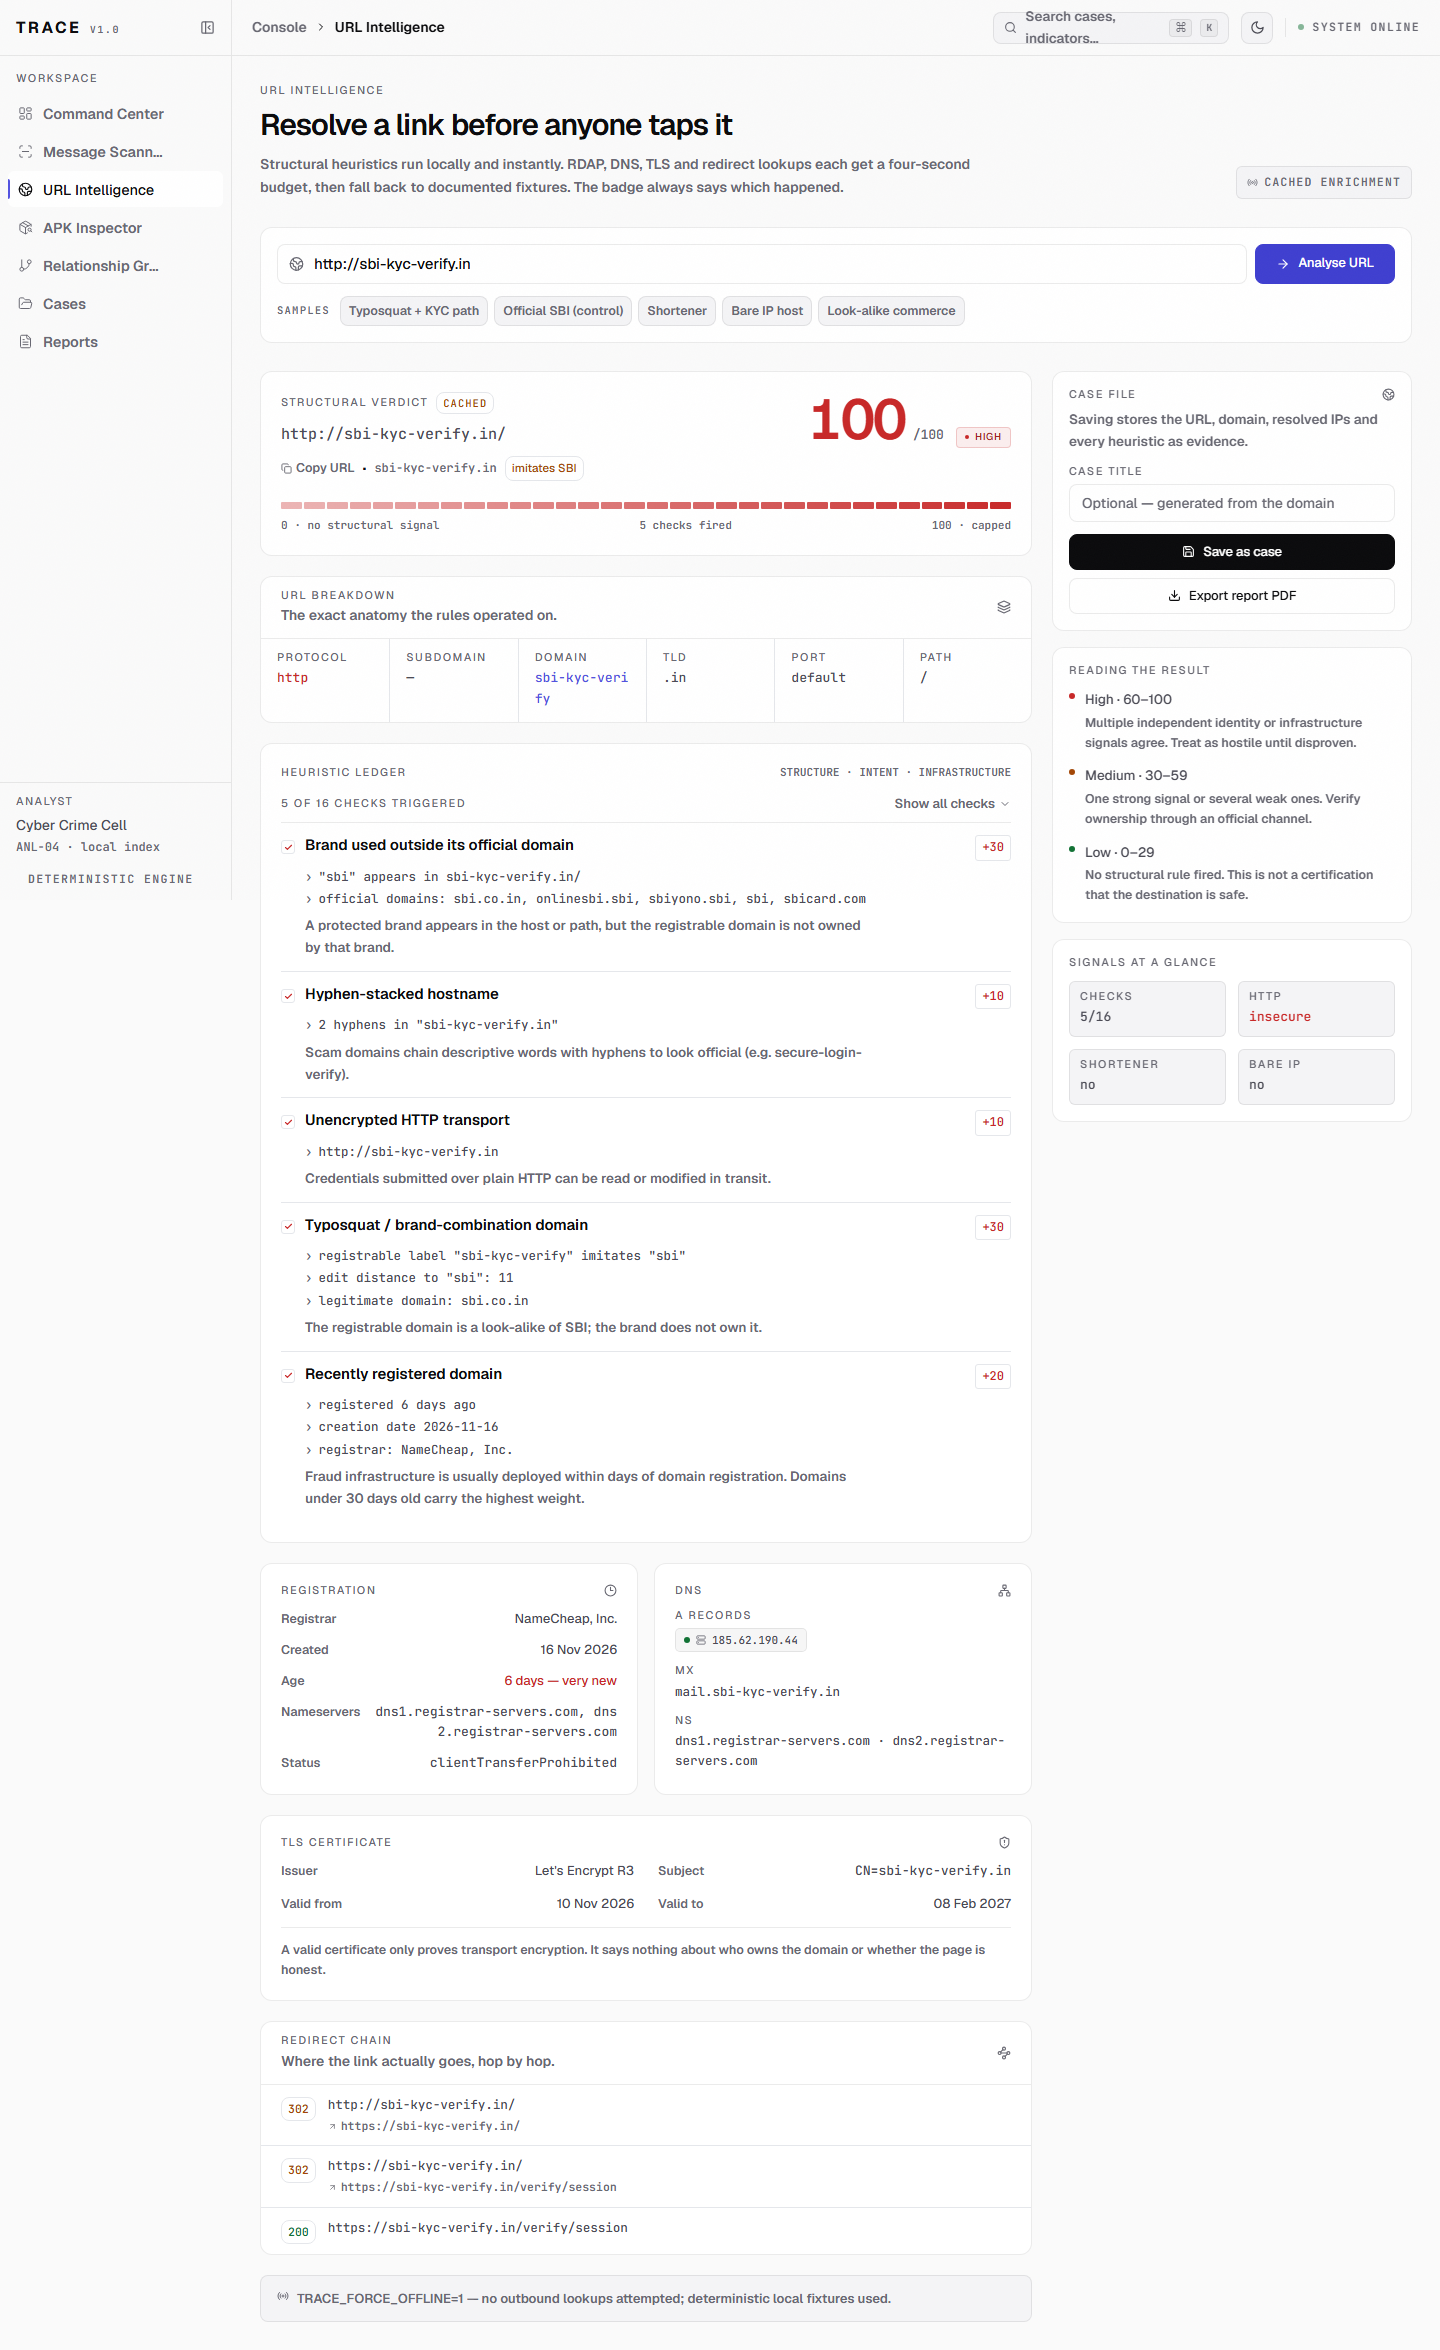 TRACE V1.0
Console > URL Intelligence
Search cases, indicators...
⌘ K
SYSTEM ONLINE
WORKSPACE
Command Center
Message Scann...
URL Intelligence
APK Inspector
Relationship Gr...
Cases
Reports
ANALYST
Cyber Crime Cell
ANL-04 · local index
DETERMINISTIC ENGINE
URL INTELLIGENCE
Resolve a link before anyone taps it
Structural heuristics run locally and instantly. RDAP, DNS, TLS and redirect lookups each get a four-second
budget, then fall back to documented fixtures. The badge always says which happened.
CACHED ENRICHMENT
http://sbi-kyc-verify.in
Analyse URL
SAMPLES Typosquat + KYC path Official SBI (control) Shortener Bare IP host Look-alike commerce
STRUCTURAL VERDICT CACHED
http://sbi-kyc-verify.in/
100 /100 • HIGH
Copy URL • sbi-kyc-verify.in imitates SBI
0 · no structural signal 5 checks fired 100 · capped
URL BREAKDOWN
The exact anatomy the rules operated on.
PROTOCOL
http
SUBDOMAIN
—
DOMAIN
sbi-kyc-veri
fy
TLD
.in
PORT
default
PATH
/
HEURISTIC LEDGER STRUCTURE · INTENT · INFRASTRUCTURE
5 OF 16 CHECKS TRIGGERED Show all checks
Brand used outside its official domain +30
› "sbi" appears in sbi-kyc-verify.in/
› official domains: sbi.co.in, onlinesbi.sbi, sbiyono.sbi, sbi, sbicard.com
A protected brand appears in the host or path, but the registrable domain is not owned
by that brand.
Hyphen-stacked hostname +10
› 2 hyphens in "sbi-kyc-verify.in"
Scam domains chain descriptive words with hyphens to look official (e.g. secure-login-
verify).
Unencrypted HTTP transport +10
› http://sbi-kyc-verify.in
Credentials submitted over plain HTTP can be read or modified in transit.
Typosquat / brand-combination domain +30
› registrable label "sbi-kyc-verify" imitates "sbi"
› edit distance to "sbi": 11
› legitimate domain: sbi.co.in
The registrable domain is a look-alike of SBI; the brand does not own it.
Recently registered domain +20
› registered 6 days ago
› creation date 2026-11-16
› registrar: NameCheap, Inc.
Fraud infrastructure is usually deployed within days of domain registration. Domains
under 30 days old carry the highest weight.
REGISTRATION
Registrar NameCheap, Inc.
Created 16 Nov 2026
Age 6 days — very new
Nameservers dns1.registrar-servers.com, dns
2.registrar-servers.com
Status clientTransferProhibited
DNS
A RECORDS
185.62.190.44
MX
mail.sbi-kyc-verify.in
NS
dns1.registrar-servers.com · dns2.registrar-
servers.com
TLS CERTIFICATE
Issuer Let's Encrypt R3 Subject CN=sbi-kyc-verify.in
Valid from 10 Nov 2026 Valid to 08 Feb 2027
A valid certificate only proves transport encryption. It says nothing about who owns the domain or whether the page is
honest.
REDIRECT CHAIN
Where the link actually goes, hop by hop.
302 http://sbi-kyc-verify.in/
↗ https://sbi-kyc-verify.in/
302 https://sbi-kyc-verify.in/
↗ https://sbi-kyc-verify.in/verify/session
200 https://sbi-kyc-verify.in/verify/session
TRACE_FORCE_OFFLINE=1 — no outbound lookups attempted; deterministic local fixtures used.
CASE FILE
Saving stores the URL, domain, resolved IPs and
every heuristic as evidence.
CASE TITLE
Optional — generated from the domain
Save as case
Export report PDF
READING THE RESULT
High · 60–100
Multiple independent identity or infrastructure
signals agree. Treat as hostile until disproven.
Medium · 30–59
One strong signal or several weak ones. Verify
ownership through an official channel.
Low · 0–29
No structural rule fired. This is not a certification
that the destination is safe.
SIGNALS AT A GLANCE
CHECKS
5/16
HTTP
insecure
SHORTENER
no
BARE IP
no